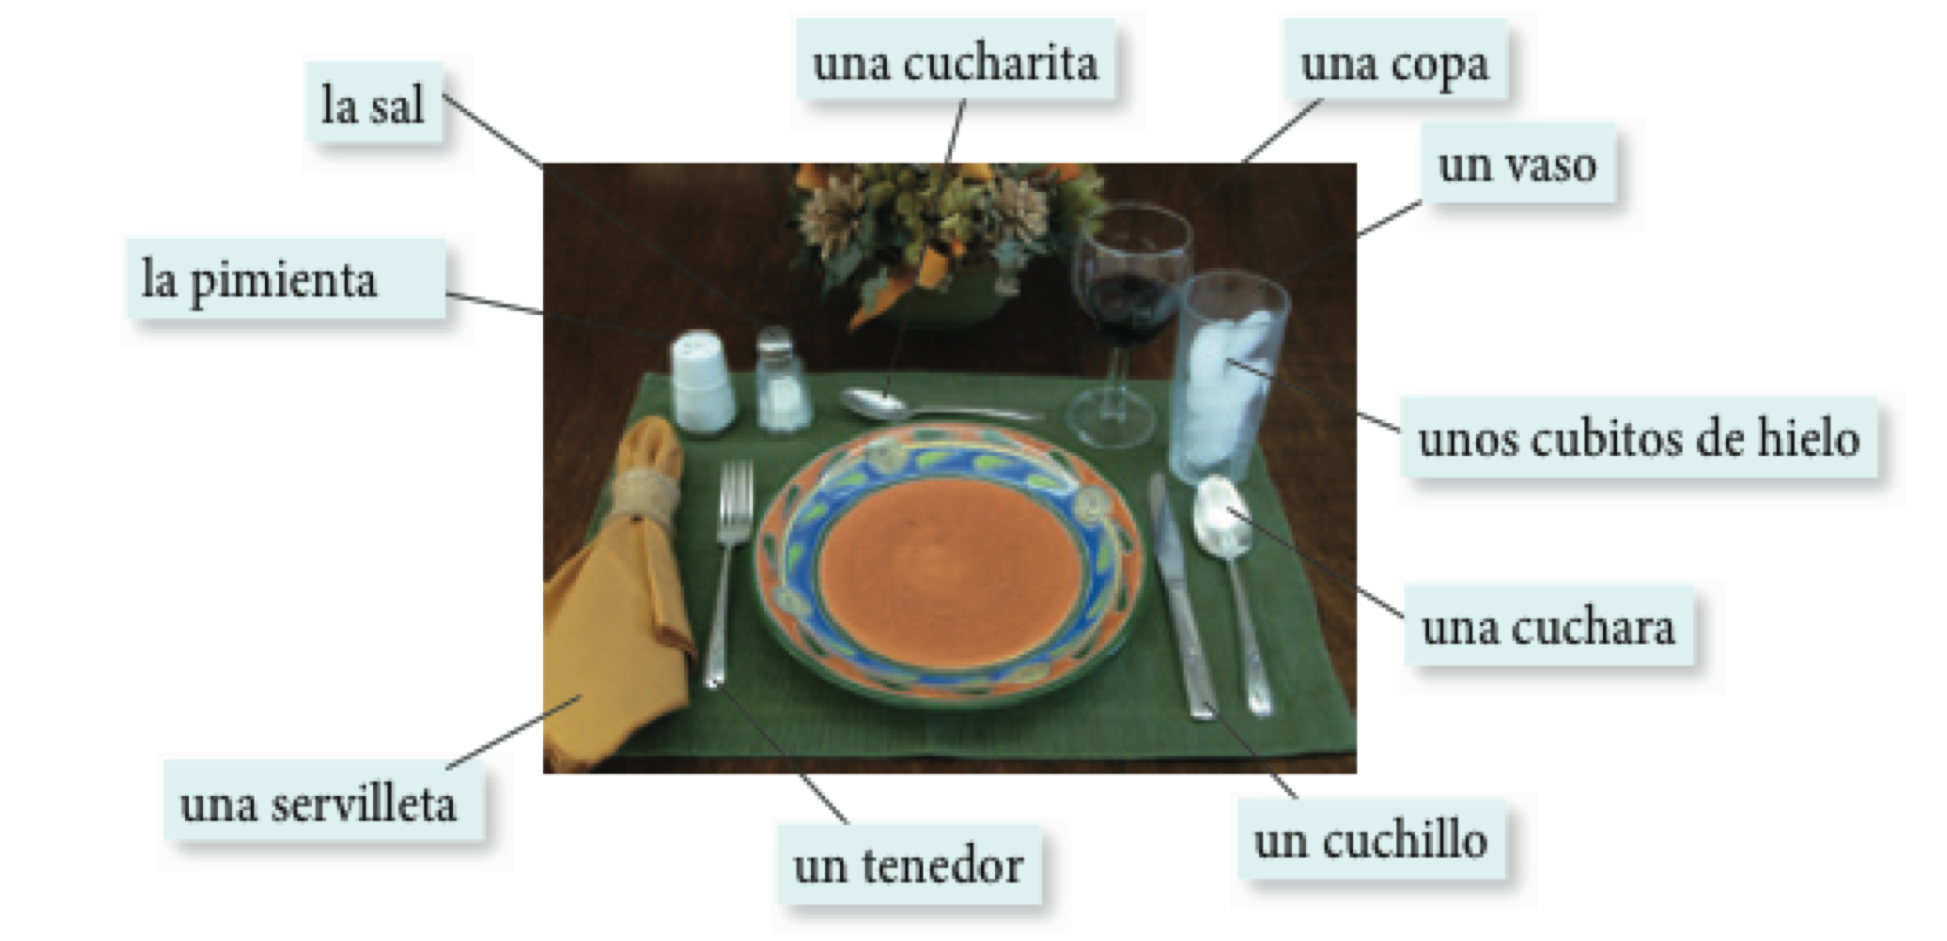 una cucharita
una copa
la sal
un vaso
la pimienta
unos cubitos de hielo
una cuchara
una servilleta
un cuchillo
un tenedor